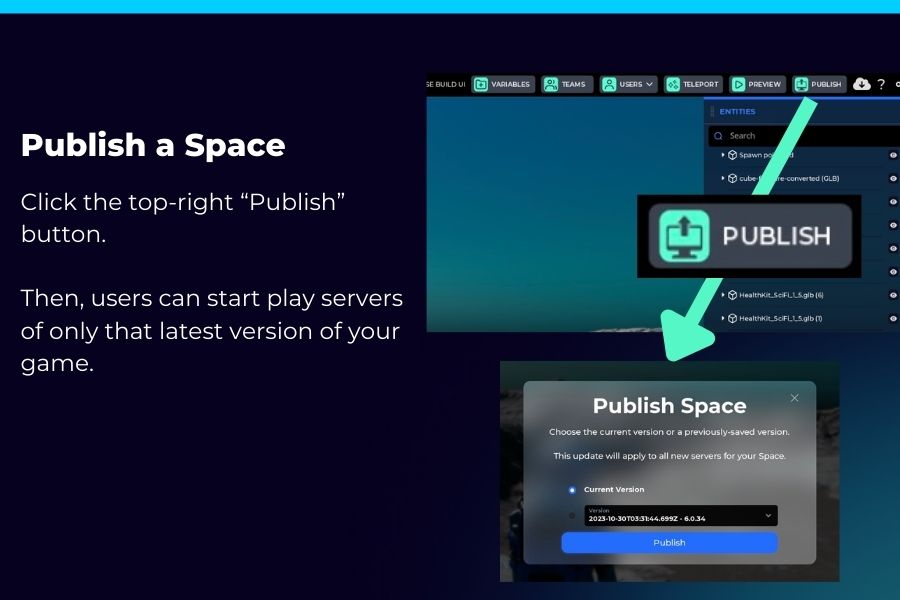 Publish a Space
Click the top-right “Publish”
button.
Then, users can start play servers
of only that latest version of your
game.
SE BUILD UI VARIABLES TEAMS USERS TELEPORT PREVIEW PUBLISH ?
ENTITIES
Search
Spawn
cube- -converted (GLB)
PUBLISH
HealthKit_SciFi_1_5.glb (6)
HealthKit_SciFi_1_5.glb (1)
Publish Space
Choose the current version or a previously-saved version.
This update will apply to all new servers for your Space.
Current Version
Version
2023-10-30T03:31:44.699Z - 6.0.34
Publish